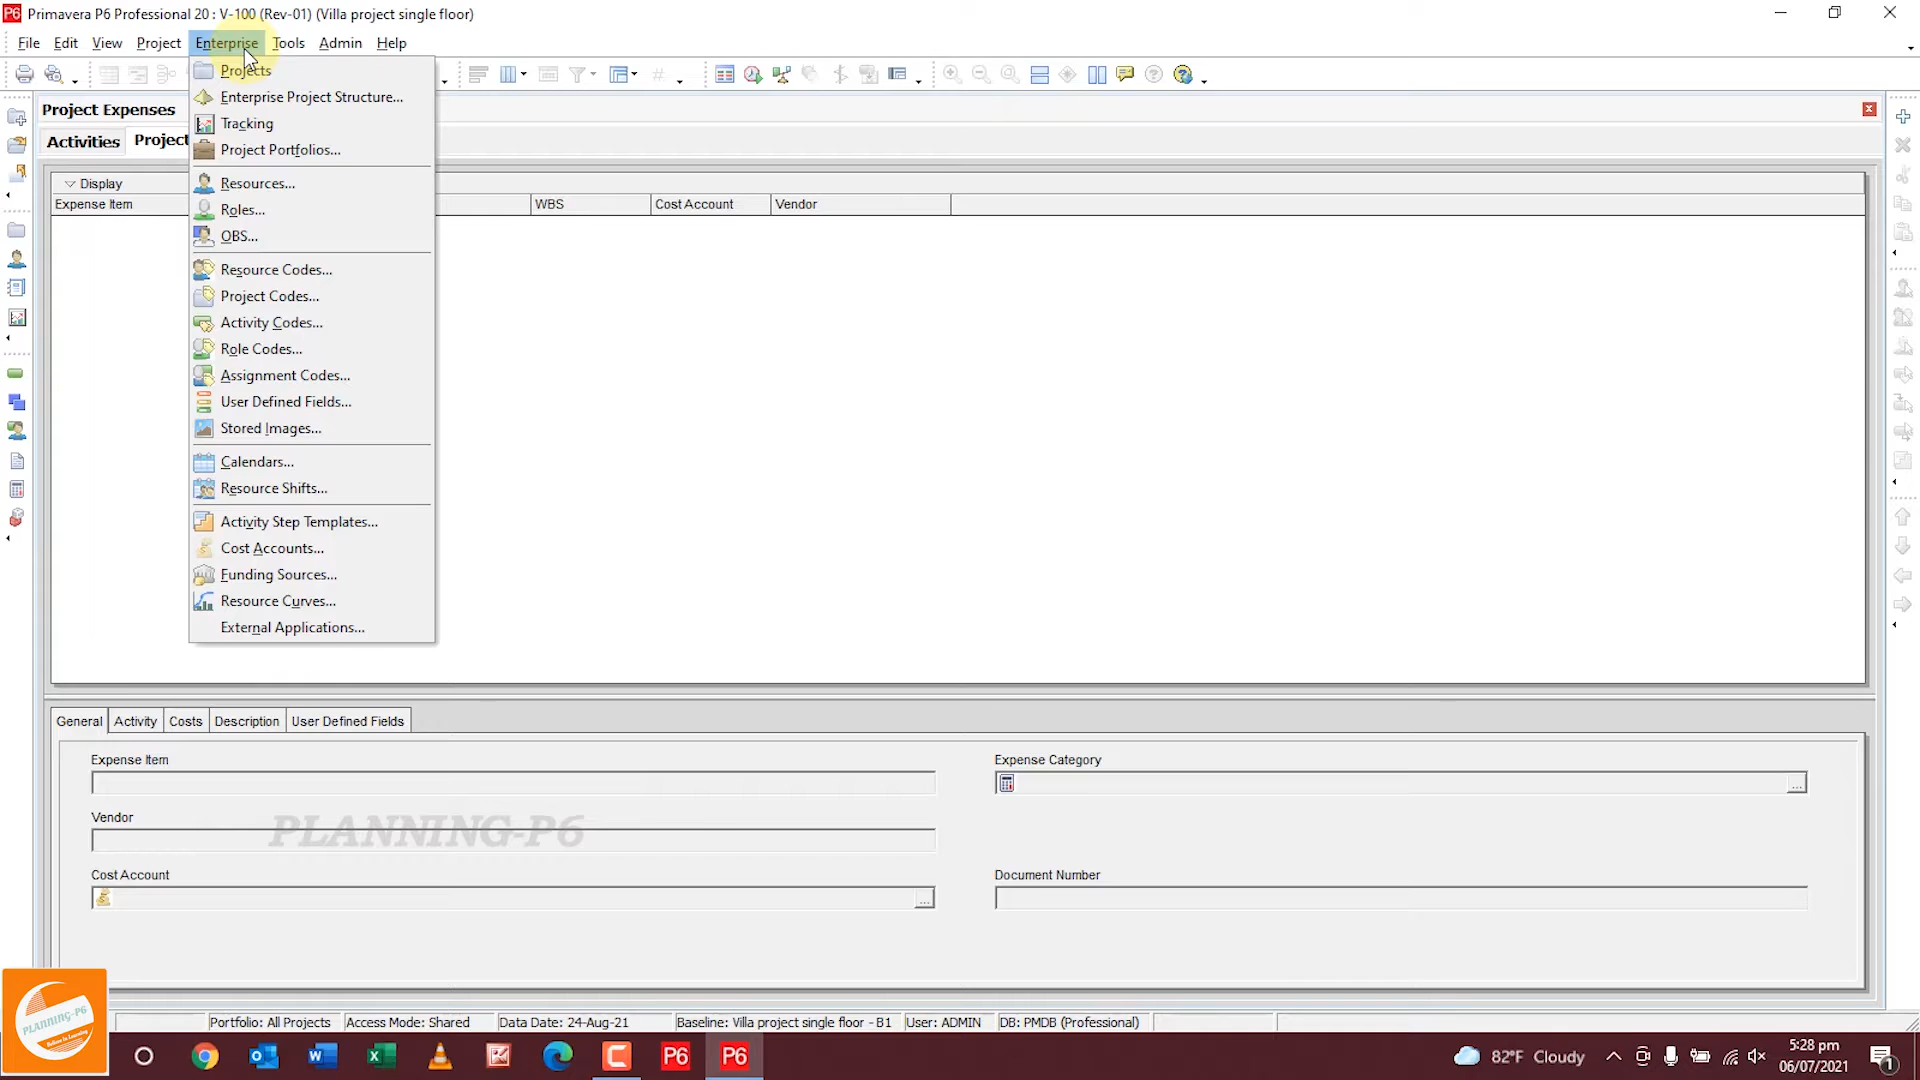 Primavera P6 Professional 20 : V-100 (Rev-01) (Villa project single floor)
File Edit View Project Enterprise Tools Admin Help
Projects
Enterprise Project Structure...
Tracking
Project Portfolios...
Resources...
Roles...
OBS...
Resource Codes...
Project Codes...
Activity Codes...
Role Codes...
Assignment Codes...
User Defined Fields...
Stored Images...
Calendars...
Resource Shifts...
Activity Step Templates...
Cost Accounts...
Funding Sources...
Resource Curves...
External Applications...
Project Expenses
Activities Project
Display
Expense Item WBS Cost Account Vendor
General Activity Costs Description User Defined Fields
Expense Item Expense Category
Vendor
PLANNING-P6
Cost Account Document Number
PLANNING-P6
Portfolio: All Projects Access Mode: Shared Data Date: 24-Aug-21 Baseline: Villa project single floor - B1 User: ADMIN DB: PMDB (Professional)
82°F Cloudy
5:28 pm
06/07/2021